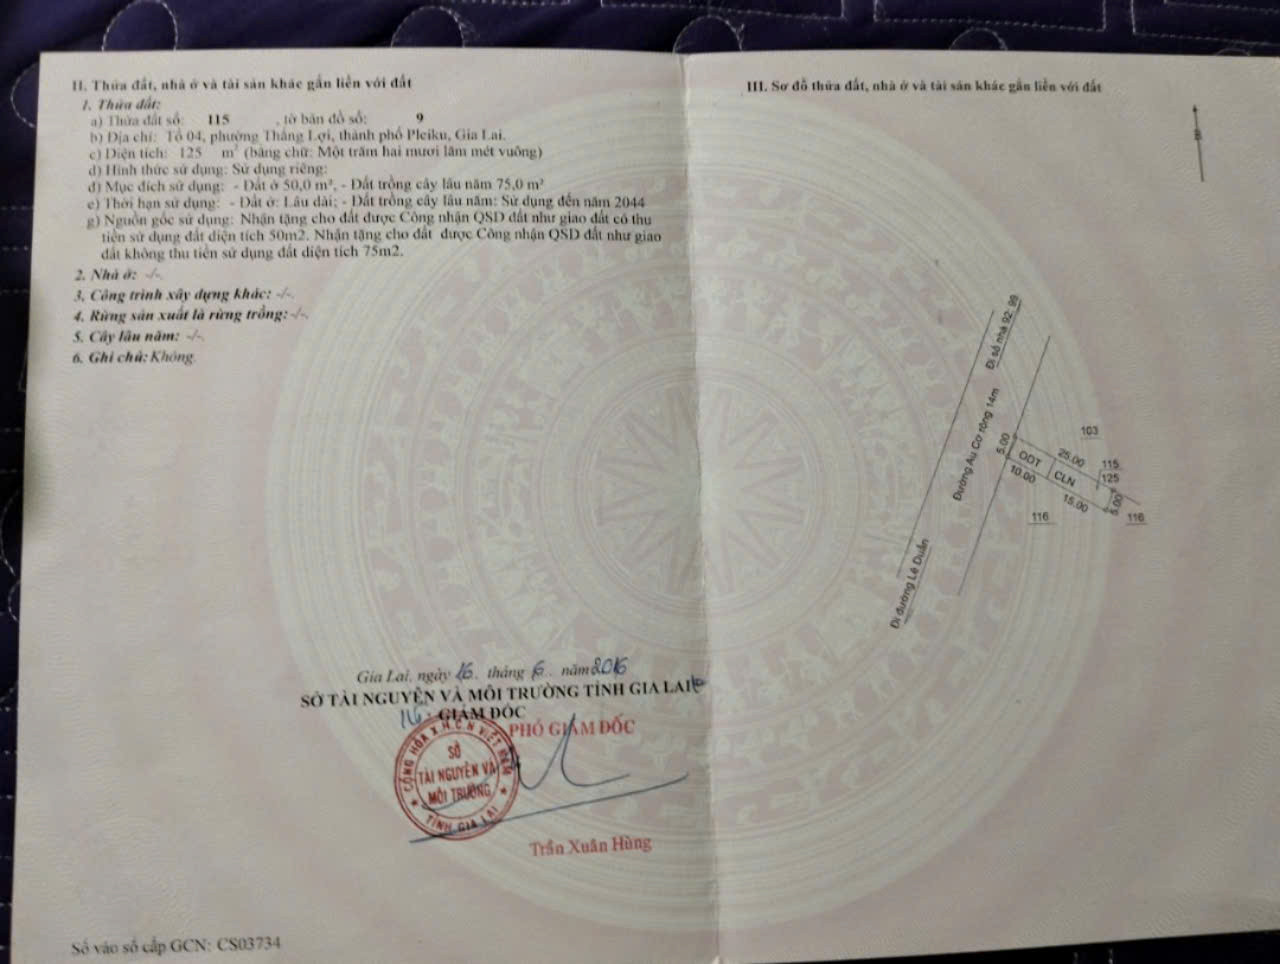 II. Thửa đất, nhà ở và tài sản khác gắn liền với đất
1. Thửa đất:
a) Thửa đất số: 115 , tờ bản đồ số: 9
b) Địa chỉ: Tổ 04, phường Thắng Lợi, thành phố Pleiku, Gia Lai.
c) Diện tích: 125 m² (bằng chữ: Một trăm hai mươi lăm mét vuông)
d) Hình thức sử dụng: Sử dụng riêng:
đ) Mục đích sử dụng: - Đất ở 50,0 m², - Đất trồng cây lâu năm 75,0 m²
e) Thời hạn sử dụng: - Đất ở: Lâu dài; - Đất trồng cây lâu năm: Sử dụng đến năm 2044
g) Nguồn gốc sử dụng: Nhận tặng cho đất được Công nhận QSD đất như giao đất có thu
tiền sử dụng đất diện tích 50m2. Nhận tặng cho đất được Công nhận QSD đất như giao
đất không thu tiền sử dụng đất diện tích 75m2.
2. Nhà ở: -/-.
3. Công trình xây dựng khác: -/-.
4. Rừng sản xuất là rừng trồng: -/-.
5. Cây lâu năm: -/-.
6. Ghi chú: Không.
Gia Lai, ngày 16. tháng 6.. năm 2016
SỞ TÀI NGUYÊN VÀ MÔI TRƯỜNG TỈNH GIA LAI
GIÁM ĐỐC
PHÓ GIÁM ĐỐC
CỘNG HÒA X.H.C.N VIỆT NAM
SỞ
TÀI NGUYÊN VÀ
MÔI TRƯỜNG
TỈNH GIA LAI
Trần Xuân Hùng
Số vào sổ cấp GCN: CS03734
III. Sơ đồ thửa đất, nhà ở và tài sản khác gắn liền với đất
Đi số nhà 92; 99
Đường Âu Cơ rộng 14m
Đi đường Lê Duẩn
103
5.00
25.00
ODT
CLN
115
125
10.00
15.00
5.00
116
116